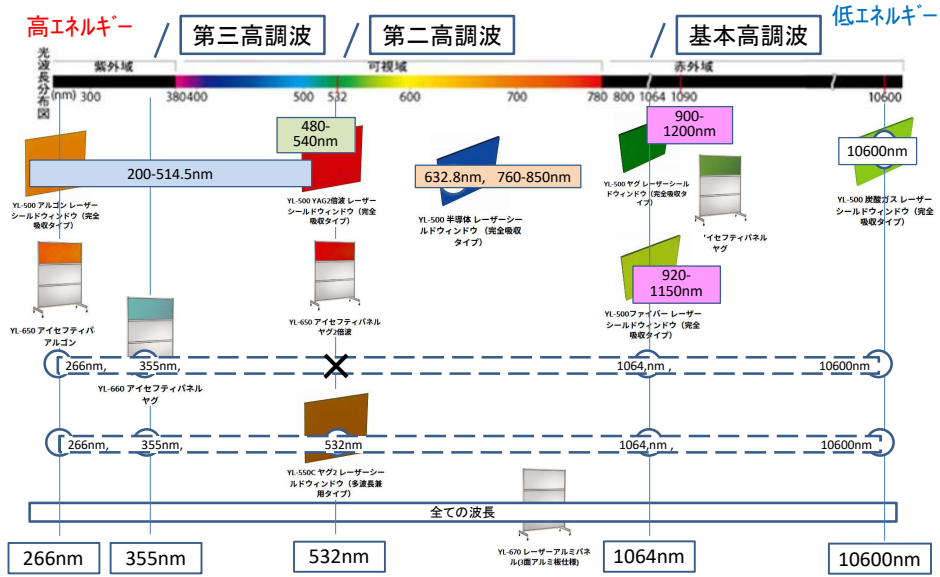 高エネルギー
低エネルギー
第三高調波
第二高調波
基本高調波
光波長分布図
紫外域
可視域
赤外域
(nm) 300
380400
500
532
600
700
780
800
1064
1090
10600
480-
540nm
900-
1200nm
200-514.5nm
632.8nm, 760-850nm
10600nm
YL-500 アルゴン レーザー
シールドウィンドウ（完全
吸収タイプ）
YL-500 YAG2倍波 レーザー
シールドウィンドウ（完全
吸収タイプ）
YL-500 半導体 レーザーシー
ルドウィンドウ （完全吸収
タイプ）
YL-500 ヤグ レーザーシール
ドウィンドウ（完全吸収タ
イプ）
イセフティパネル
ヤグ
YL-500 炭酸ガス レーザー
シールドウィンドウ（完全
吸収タイプ）
920-
1150nm
YL-500ファイバー レーザー
シールドウィンドウ（完全
吸収タイプ）
YL-650 アイセフティパ
アルゴン
YL-650 アイセフティパネル
ヤグ2倍波
266nm,
355nm,
1064,nm ,
10600nm
YL-660 アイセフティパネル
ヤグ
266nm,
355nm,
532nm
1064,nm ,
10600nm
YL-550C ヤグ2 レーザーシー
ルドウィンドウ（多波長兼
用タイプ）
全ての波長
YL-670 レーザーアルミパネ
ル(3面アルミ板仕様)
266nm
355nm
532nm
1064nm
10600nm